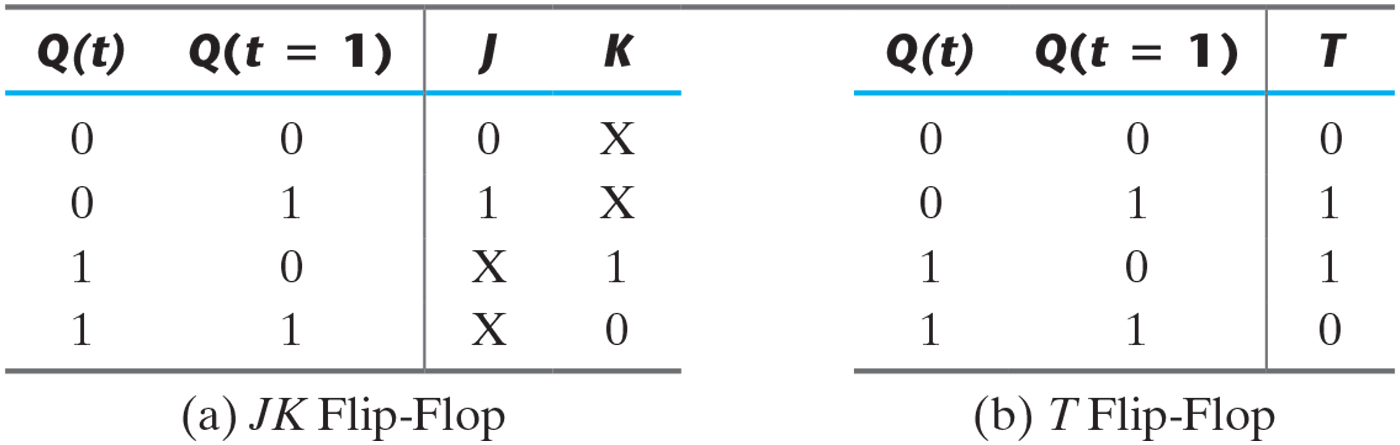 Q(t) Q(t = 1) J K Q(t) Q(t = 1) T
0 0 0 X 0 0 0
0 1 1 X 0 1 1
1 0 X 1 1 0 1
1 1 X 0 1 1 0
(a) JK Flip-Flop (b) T Flip-Flop